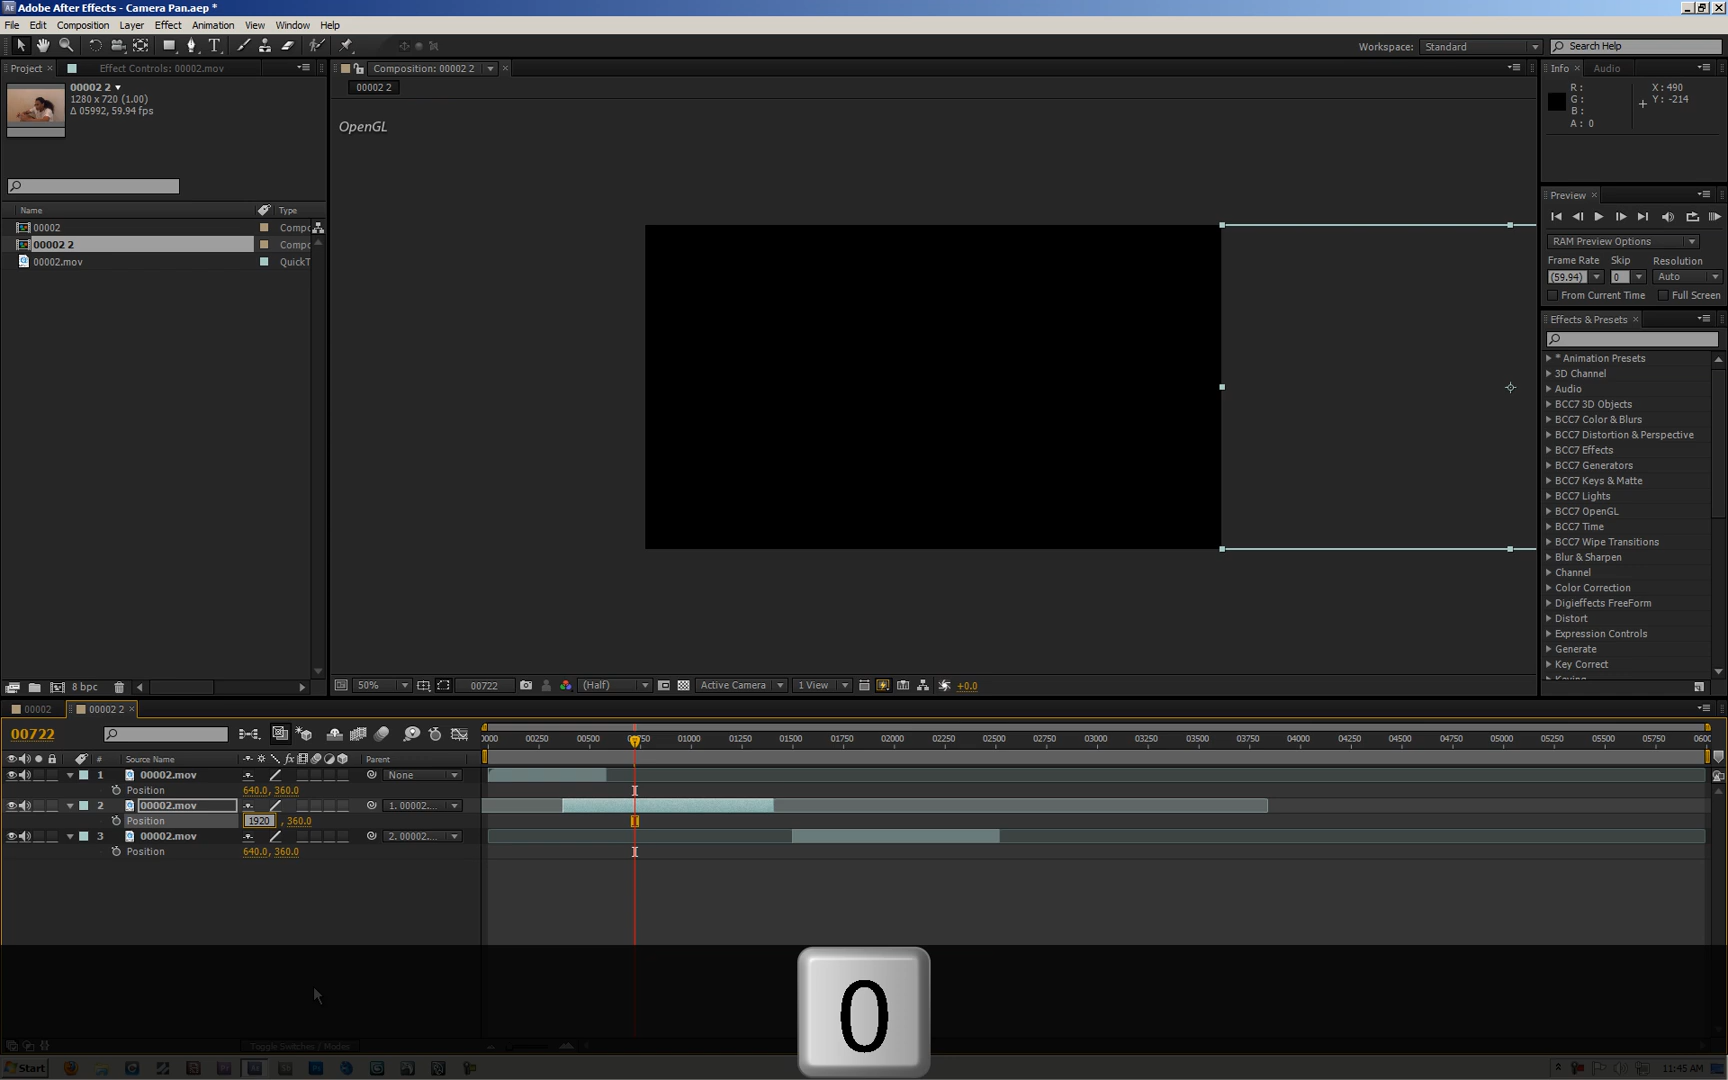 Adobe After Effects - Camera Pan.aep *
File Edit Composition Layer Effect Animation View Window Help
Workspace: Standard
Search Help
Project Effect Controls: 00002.mov
00002 2
1280 x 720 (1.00)
Δ 05992, 59.94 fps
Name Type
00002 Compo
00002 2 Compo
00002.mov QuickT
8 bpc
Composition: 00002 2
00002 2
OpenGL
50% 00722 (Half) Active Camera 1 View +0.0
Info Audio
R :
G :
B :
A : 0
X : 490
Y : -214
Preview
RAM Preview Options
Frame Rate Skip Resolution
(59.94) 0 Auto
From Current Time Full Screen
Effects & Presets
* Animation Presets
3D Channel
Audio
BCC7 3D Objects
BCC7 Color & Blurs
BCC7 Distortion & Perspective
BCC7 Effects
BCC7 Generators
BCC7 Keys & Matte
BCC7 Lights
BCC7 OpenGL
BCC7 Time
BCC7 Wipe Transitions
Blur & Sharpen
Channel
Color Correction
Digieffects FreeForm
Distort
Expression Controls
Generate
Key Correct
Keying
00002 00002 2
00722
0000 00250 00500 00750 01000 01250 01500 01750 02000 02250 02500 02750 03000 03250 03500 03750 04000 04250 04500 04750 05000 05250 05500 05750 0600
# Source Name fx Parent
1 00002.mov None
Position 640.0, 360.0
2 00002.mov 1. 00002....
Position 1920 , 360.0
3 00002.mov 2. 00002....
Position 640.0, 360.0
Toggle Switches / Modes
0
Start
11:45 AM